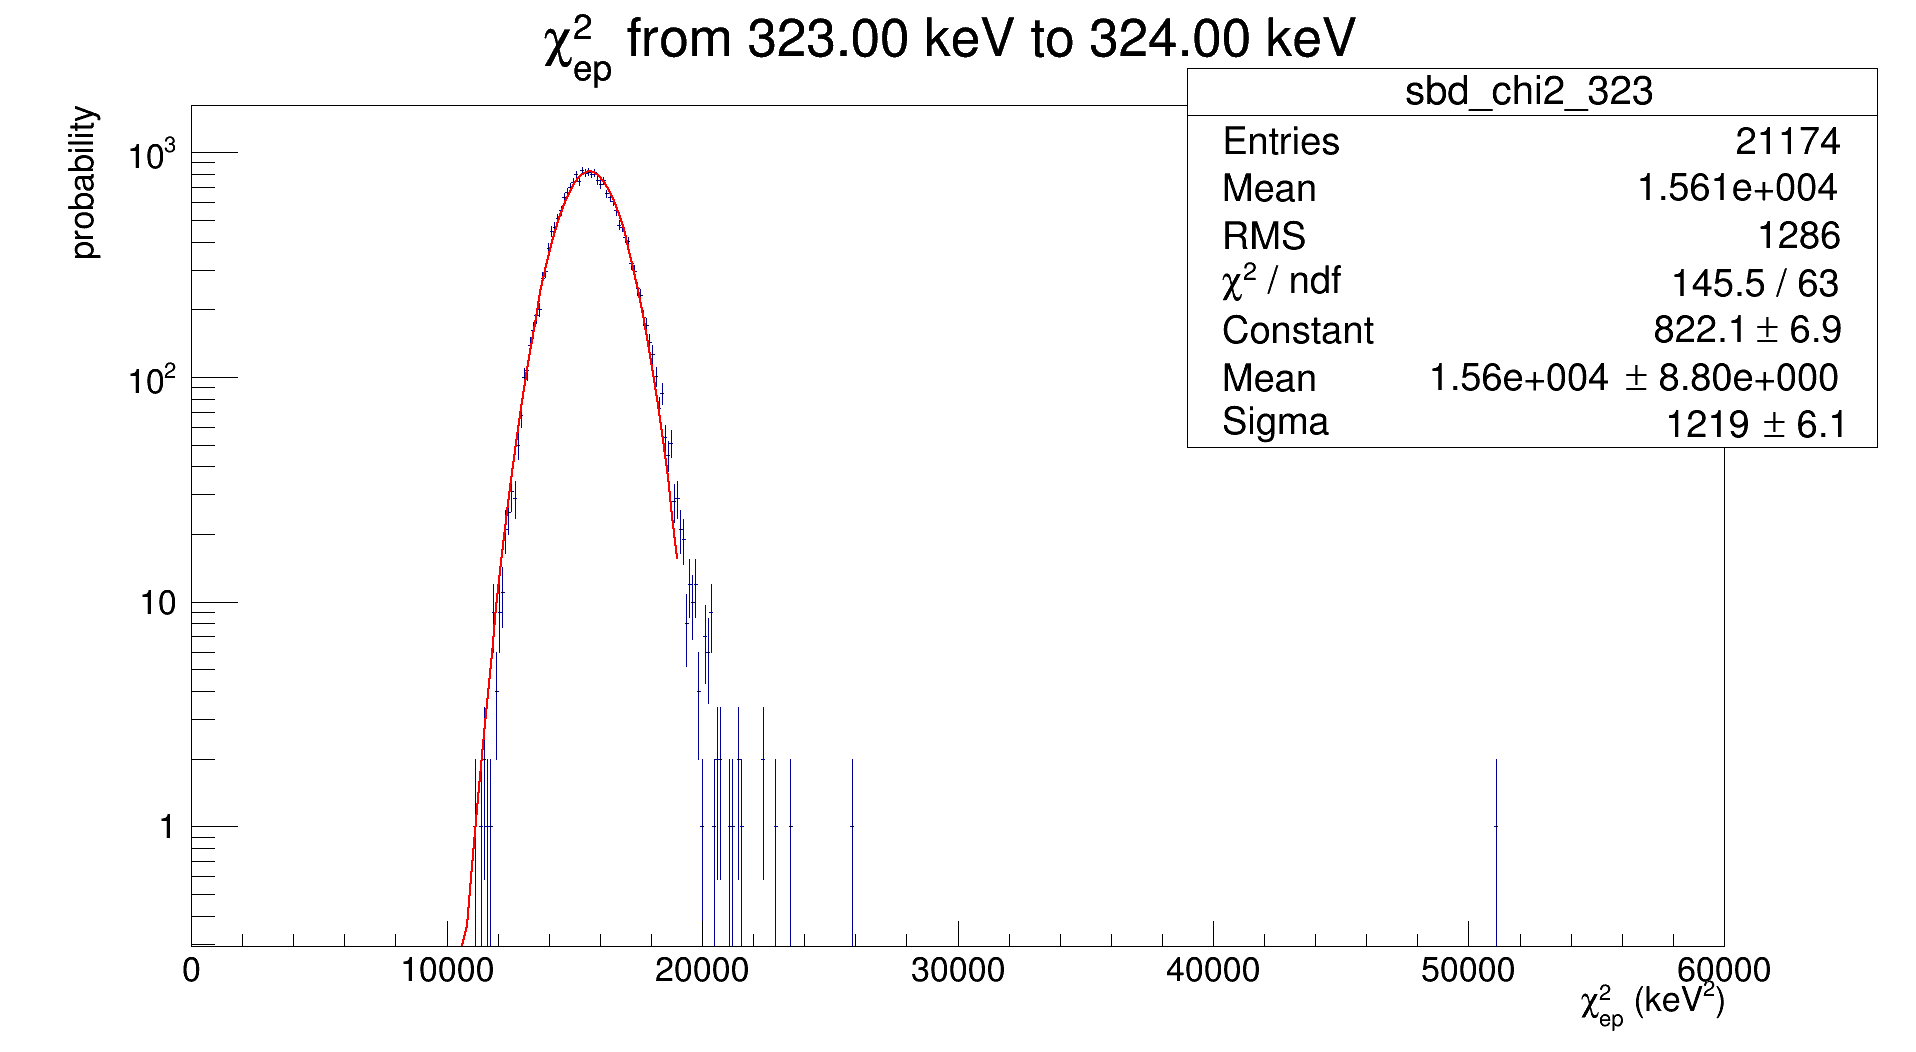 χ²ep from 323.00 keV to 324.00 keV
sbd_chi2_323
Entries 21174
Mean 1.561e+004
RMS 1286
χ² / ndf 145.5 / 63
Constant 822.1 ± 6.9
Mean 1.56e+004 ± 8.80e+000
Sigma 1219 ± 6.1
probability
10³
10²
10
1
0 10000 20000 30000 40000 50000 60000
χ²ep (keV²)